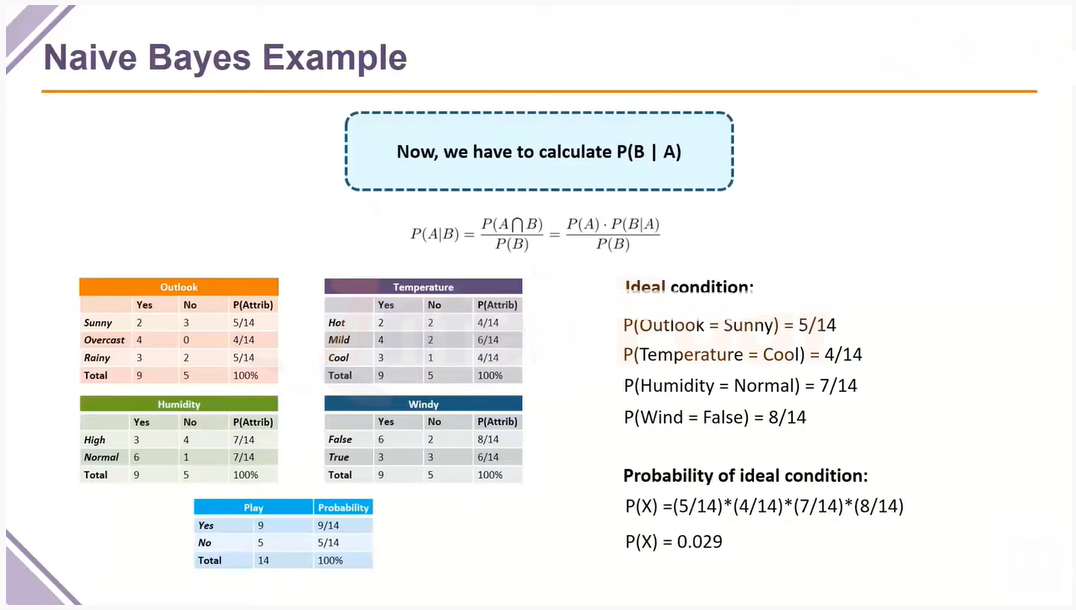 Naive Bayes Example
Now, we have to calculate P(B | A)
P(A|B) = P(A⋂B) / P(B) = P(A) · P(B|A) / P(B)
Outlook
Yes No P(Attrib)
Sunny 2 3 5/14
Overcast 4 0 4/14
Rainy 3 2 5/14
Total 9 5 100%
Temperature
Yes No P(Attrib)
Hot 2 2 4/14
Mild 4 2 6/14
Cool 3 1 4/14
Total 9 5 100%
Humidity
Yes No P(Attrib)
High 3 4 7/14
Normal 6 1 7/14
Total 9 5 100%
Windy
Yes No P(Attrib)
False 6 2 8/14
True 3 3 6/14
Total 9 5 100%
Play Probability
Yes 9 9/14
No 5 5/14
Total 14 100%
Ideal condition:
P(Outlook = Sunny) = 5/14
P(Temperature = Cool) = 4/14
P(Humidity = Normal) = 7/14
P(Wind = False) = 8/14
Probability of ideal condition:
P(X) =(5/14)*(4/14)*(7/14)*(8/14)
P(X) = 0.029